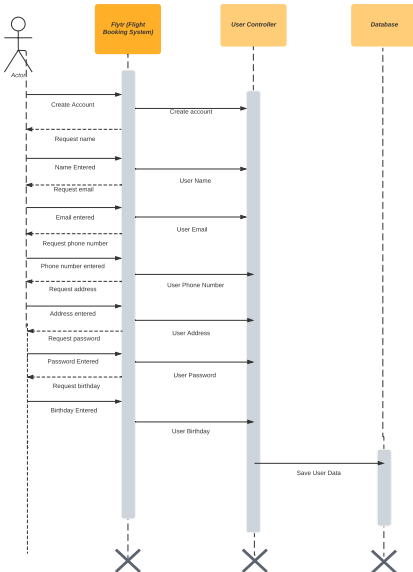 Flytr (Flight
Booking System)
User Controller
Database
Actor
Create Account
Create account
Request name
Name Entered
User Name
Request email
Email entered
User Email
Request phone number
Phone number entered
User Phone Number
Request address
Address entered
User Address
Request password
Password Entered
User Password
Request birthday
Birthday Entered
User Birthday
Save User Data